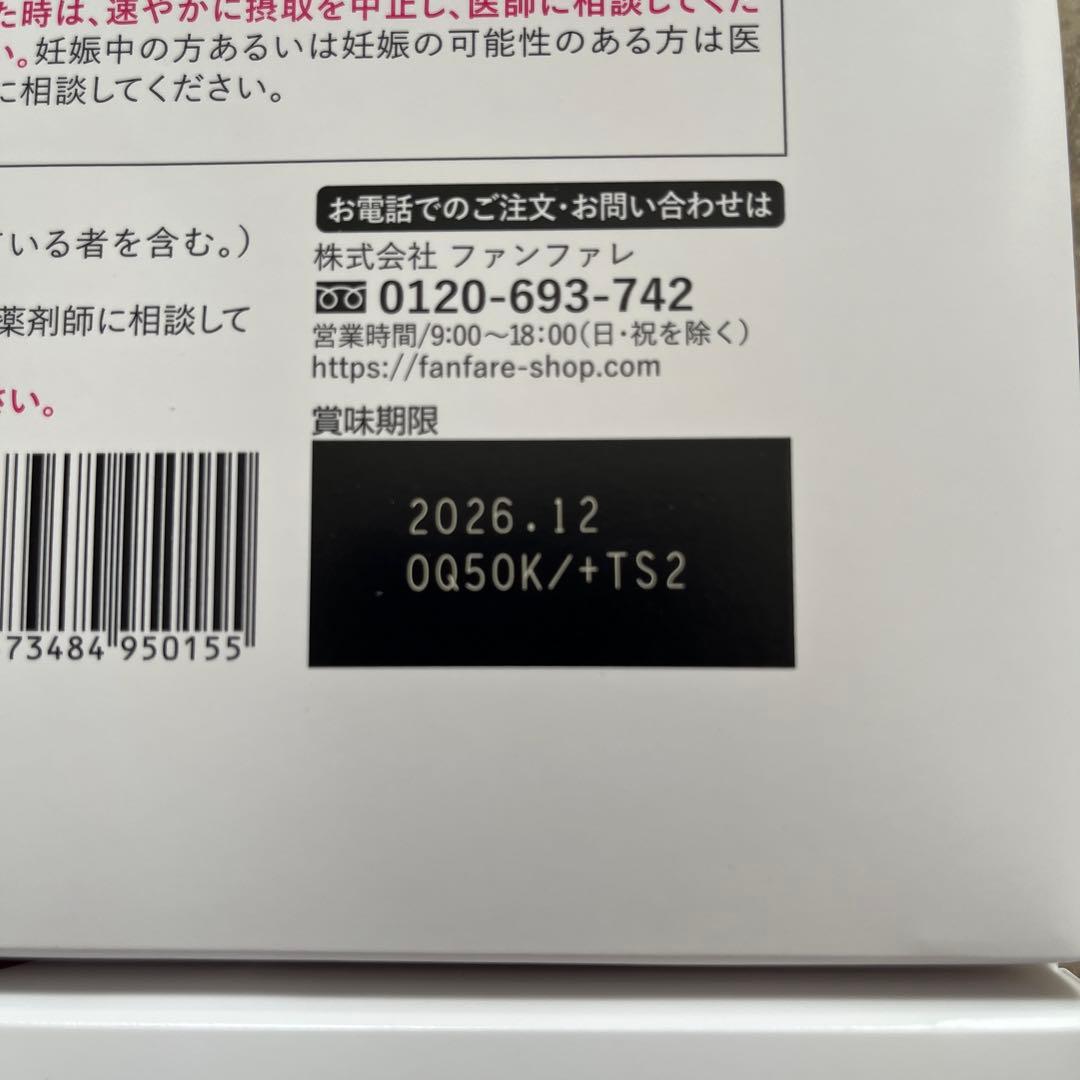 た時は、速やかに摂取を中止し、医師に相談してくだ
い。妊娠中の方あるいは妊娠の可能性のある方は医
に相談してください。
いる者を含む。）
薬剤師に相談して
さい。
お電話でのご注文・お問い合わせは
株式会社 ファンファレ
0120-693-742
営業時間/9:00〜18:00（日・祝を除く）
https://fanfare-shop.com
賞味期限
2026.12
0Q50K/+TS2
73484 950155